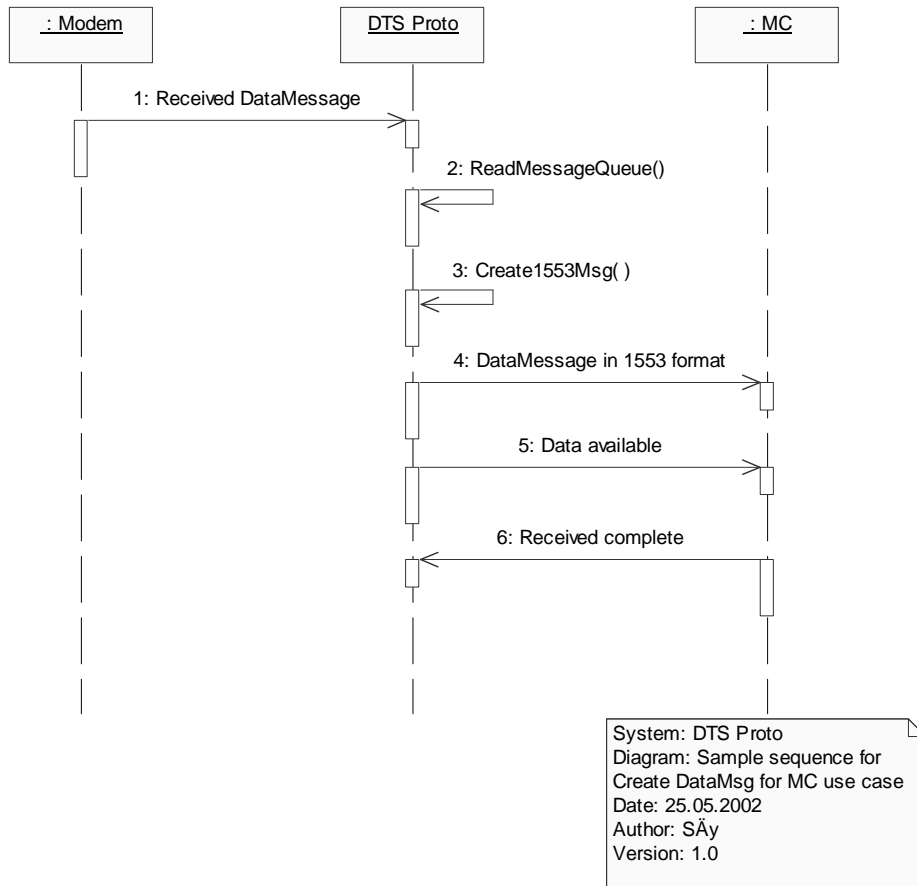 : Modem
DTS Proto
: MC
1: Received DataMessage
2: ReadMessageQueue()
3: Create1553Msg( )
4: DataMessage in 1553 format
5: Data available
6: Received complete
System: DTS Proto
Diagram: Sample sequence for
Create DataMsg for MC use case
Date: 25.05.2002
Author: SÄy
Version: 1.0